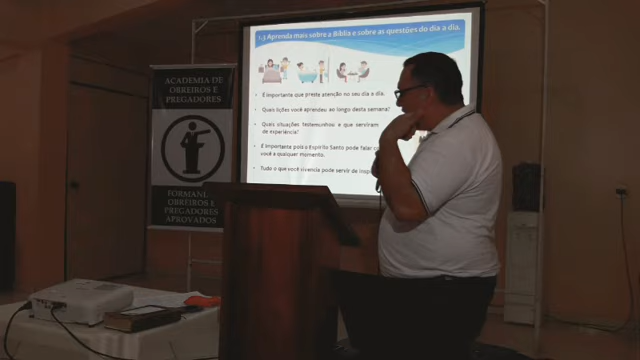 1.3 Aprenda mais sobre a Bíblia e sobre as questões do dia a dia.
• É importante que preste atenção no seu dia a dia.
• Quais lições você aprendeu ao longo desta semana?
• Quais situações testemunhou e que serviram
de experiência?
• É importante pois o Espírito Santo pode falar
você a qualquer momento.
• Tudo o que você vivencia pode servir de
ACADEMIA DE
OBREIROS E
PREGADORES
OBREIROS E
PREGADORES
APROVADOS